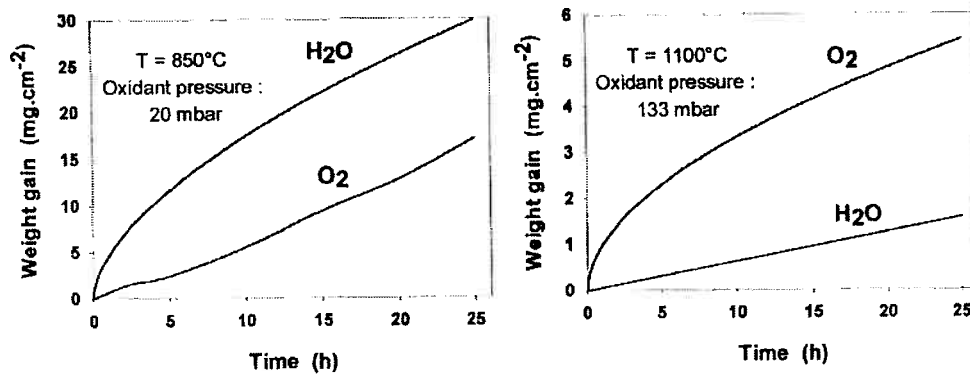 Weight gain (mg.cm-2)
30
25
20
15
10
5
0
T = 850°C
Oxidant pressure :
20 mbar
H2O
O2
0 5 10 15 20 25
Time (h)
Weight gain (mg.cm-2)
6
5
4
3
2
1
0
T = 1100°C
Oxidant pressure :
133 mbar
O2
H2O
0 5 10 15 20 25
Time (h)